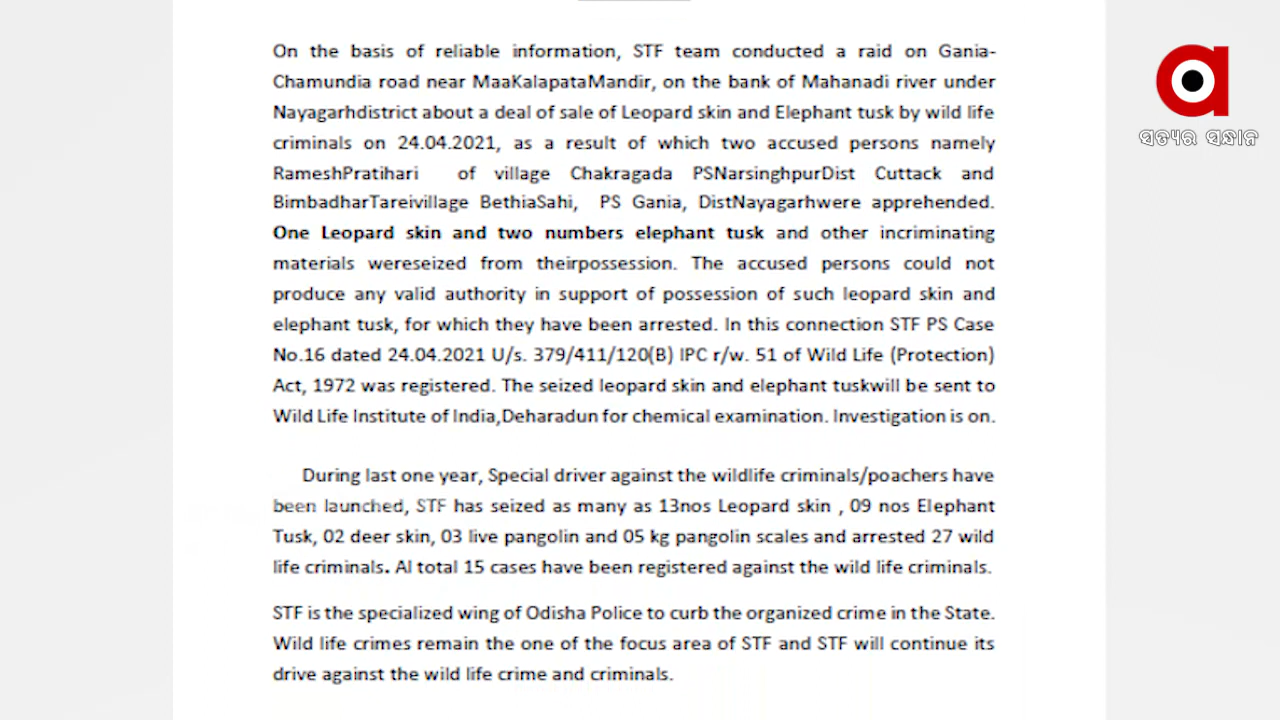 On the basis of reliable information, STF team conducted a raid on Gania-
Chamundia road near MaaKalapataMandir, on the bank of Mahanadi river under
Nayagarhdistrict about a deal of sale of Leopard skin and Elephant tusk by wild life
criminals on 24.04.2021, as a result of which two accused persons namely
RameshPratihari of village Chakragada PSNarsinghpurDist Cuttack and
BimbadharTareivillage BethiaSahi, PS Gania, DistNayagarhwere apprehended.
One Leopard skin and two numbers elephant tusk and other incriminating
materials wereseized from theirpossession. The accused persons could not
produce any valid authority in support of possession of such leopard skin and
elephant tusk, for which they have been arrested. In this connection STF PS Case
No.16 dated 24.04.2021 U/s. 379/411/120(B) IPC r/w. 51 of Wild Life (Protection)
Act, 1972 was registered. The seized leopard skin and elephant tuskwill be sent to
Wild Life Institute of India,Deharadun for chemical examination. Investigation is on.
During last one year, Special driver against the wildlife criminals/poachers have
been launched, STF has seized as many as 13nos Leopard skin , 09 nos Elephant
Tusk, 02 deer skin, 03 live pangolin and 05 kg pangolin scales and arrested 27 wild
life criminals. Al total 15 cases have been registered against the wild life criminals.
STF is the specialized wing of Odisha Police to curb the organized crime in the State.
Wild life crimes remain the one of the focus area of STF and STF will continue its
drive against the wild life crime and criminals.
ସତ୍ୟର ସନ୍ଧାନ